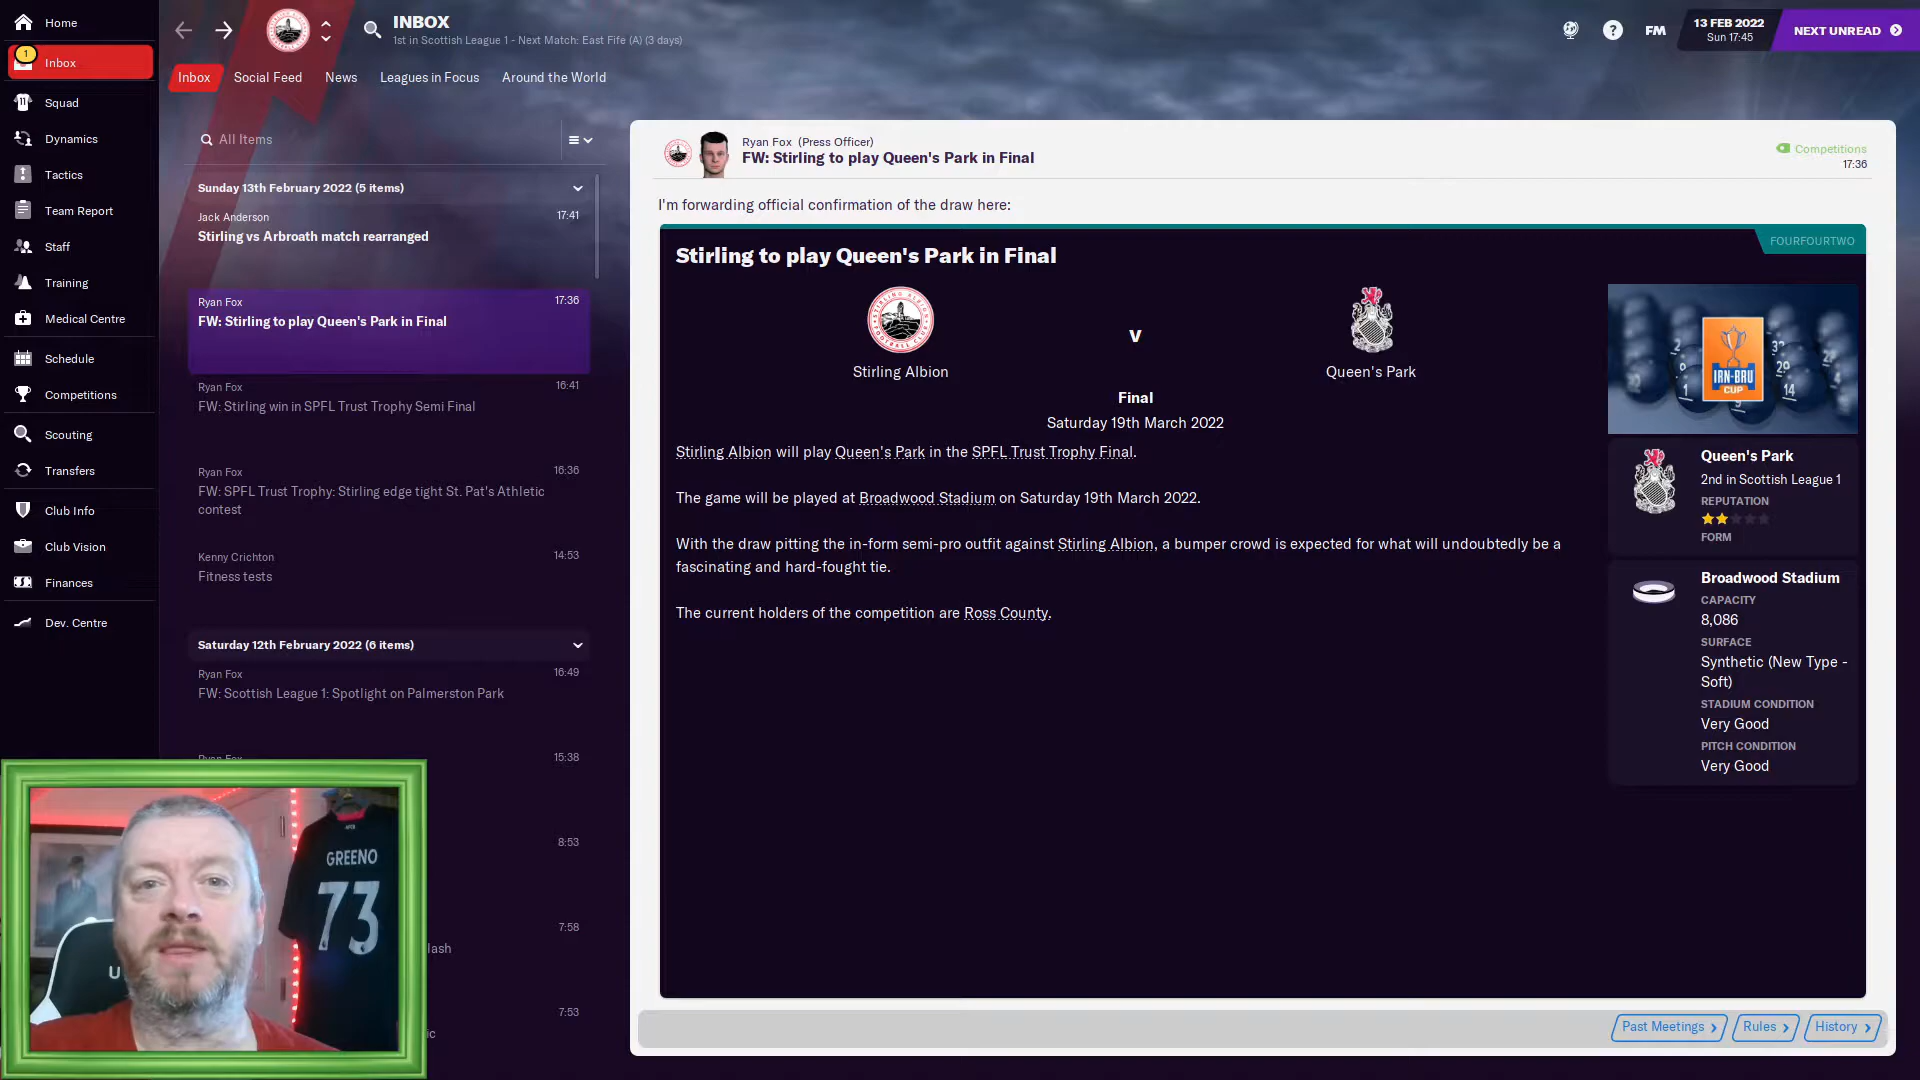 Home
1
Inbox
Squad
Dynamics
Tactics
Team Report
Staff
Training
Medical Centre
Schedule
Competitions
Scouting
Transfers
Club Info
Club Vision
Finances
Dev. Centre
INBOX
1st in Scottish League 1 - Next Match: East Fife (A) (3 days)
FM
13 FEB 2022
Sun 17:45
NEXT UNREAD
Inbox
Social Feed
News
Leagues in Focus
Around the World
All Items
Sunday 13th February 2022 (5 items)
Jack Anderson
17:41
Stirling vs Arbroath match rearranged
Ryan Fox
17:36
FW: Stirling to play Queen's Park in Final
Ryan Fox
16:41
FW: Stirling win in SPFL Trust Trophy Semi Final
Ryan Fox
16:36
FW: SPFL Trust Trophy: Stirling edge tight St. Pat's Athletic
contest
Kenny Crichton
14:53
Fitness tests
Saturday 12th February 2022 (6 items)
Ryan Fox
16:49
FW: Scottish League 1: Spotlight on Palmerston Park
Ryan Fox
15:38
8:53
7:58
lash
7:53
ic
GREENO
73
U
Ryan Fox (Press Officer)
FW: Stirling to play Queen's Park in Final
Competitions
17:36
I'm forwarding official confirmation of the draw here:
Stirling to play Queen's Park in Final
FOURFOURTWO
Stirling Albion
v
Queen's Park
Final
Saturday 19th March 2022
Stirling Albion will play Queen's Park in the SPFL Trust Trophy Final.
The game will be played at Broadwood Stadium on Saturday 19th March 2022.
With the draw pitting the in-form semi-pro outfit against Stirling Albion, a bumper crowd is expected for what will undoubtedly be a
fascinating and hard-fought tie.
The current holders of the competition are Ross County.
IRN-BRU
CUP
29
14
Queen's Park
2nd in Scottish League 1
REPUTATION
FORM
Broadwood Stadium
CAPACITY
8,086
SURFACE
Synthetic (New Type -
Soft)
STADIUM CONDITION
Very Good
PITCH CONDITION
Very Good
Past Meetings
Rules
History